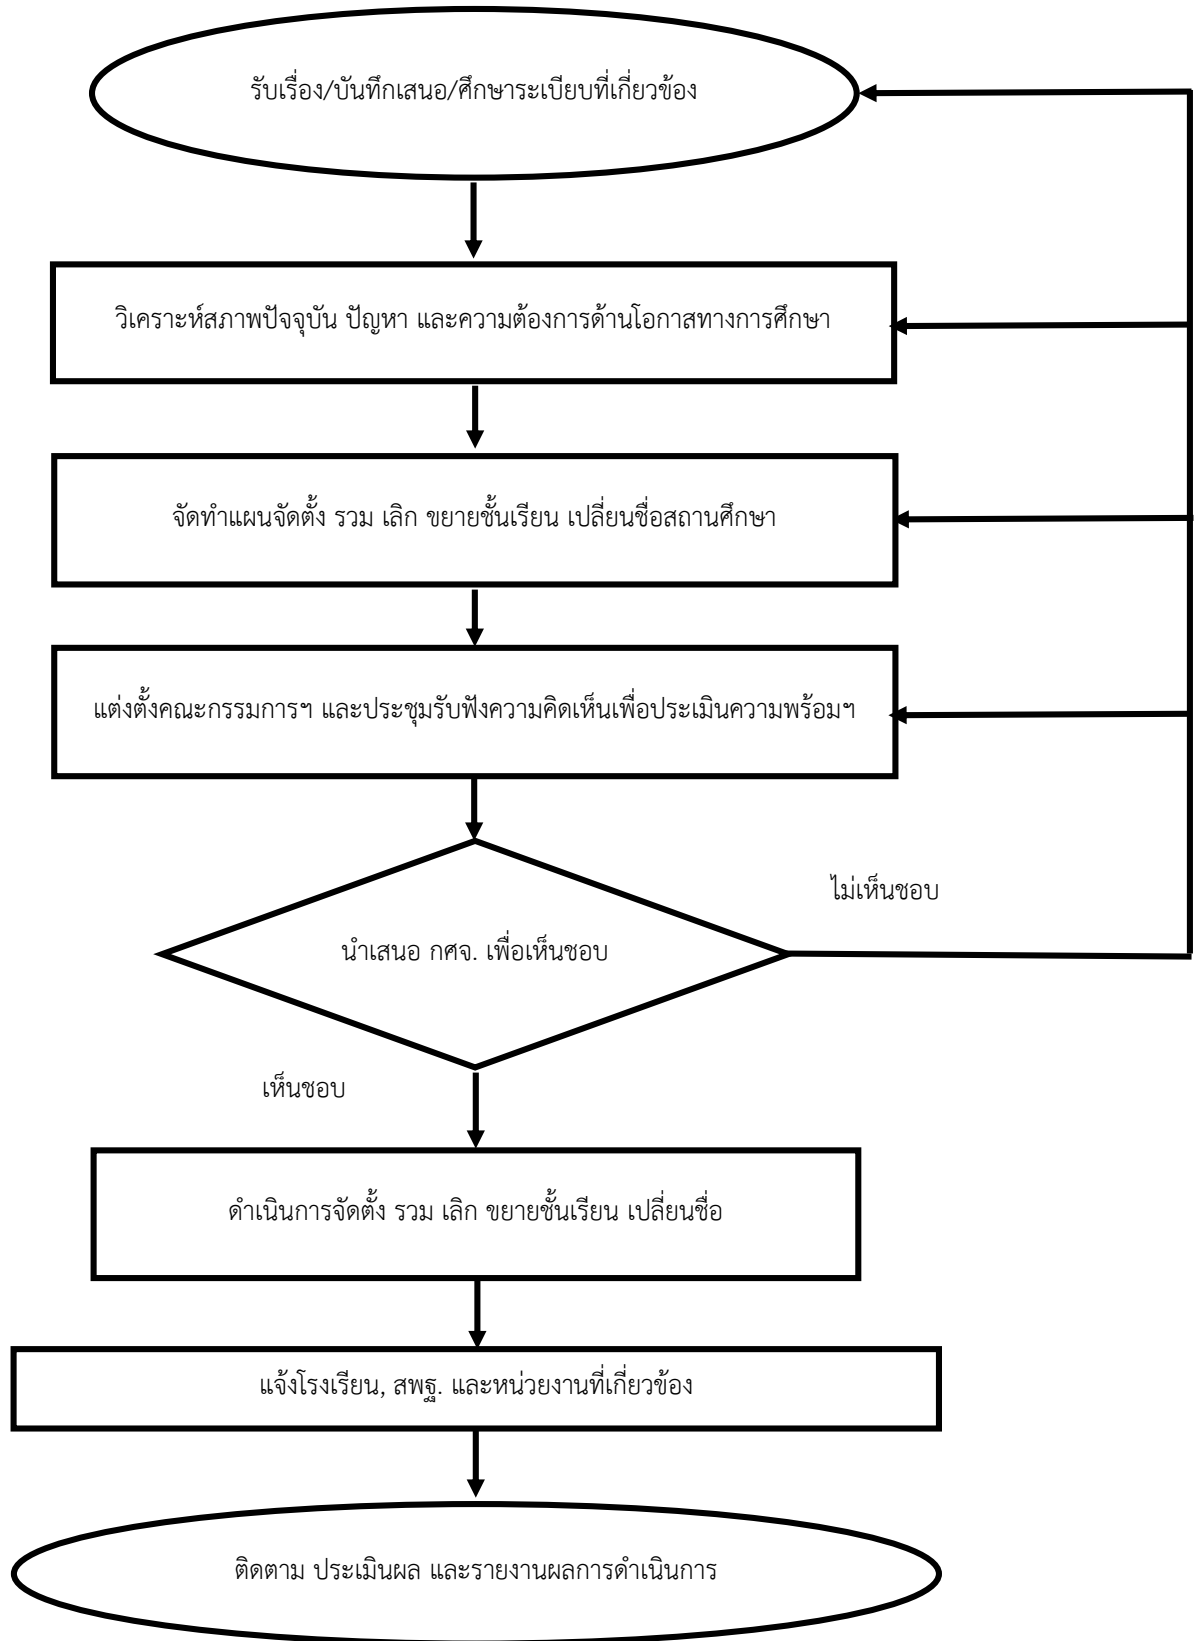 รับเรื่อง/บันทึกเสนอ/ศึกษาระเบียบที่เกี่ยวข้อง
วิเคราะห์สภาพปัจจุบัน ปัญหา และความต้องการด้านโอกาสทางการศึกษา
จัดทำแผนจัดตั้ง รวม เลิก ขยายชั้นเรียน เปลี่ยนชื่อสถานศึกษา
แต่งตั้งคณะกรรมการฯ และประชุมรับฟังความคิดเห็นเพื่อประเมินความพร้อมฯ
ไม่เห็นชอบ
นำเสนอ กศจ. เพื่อเห็นชอบ
เห็นชอบ
ดำเนินการจัดตั้ง รวม เลิก ขยายชั้นเรียน เปลี่ยนชื่อ
แจ้งโรงเรียน, สพฐ. และหน่วยงานที่เกี่ยวข้อง
ติดตาม ประเมินผล และรายงานผลการดำเนินการ